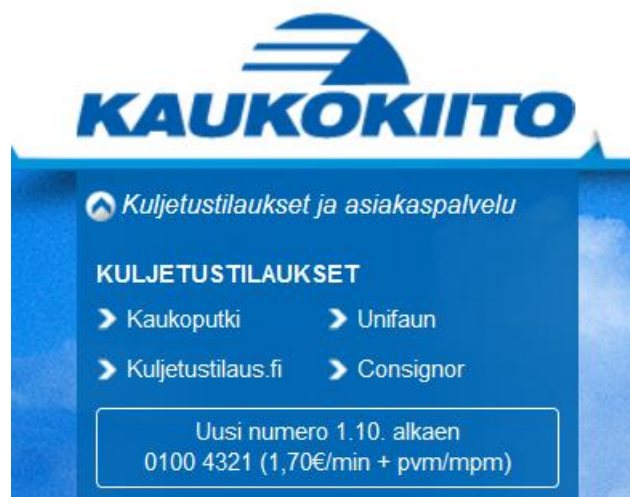 KAUKOKIITO
Kuljetustilaukset ja asiakaspalvelu
KULJETUSTILAUKSET
Kaukoputki
Unifaun
Kuljetustilaus.fi
Consignor
Uusi numero 1.10. alkaen
0100 4321 (1,70€/min + pvm/mpm)